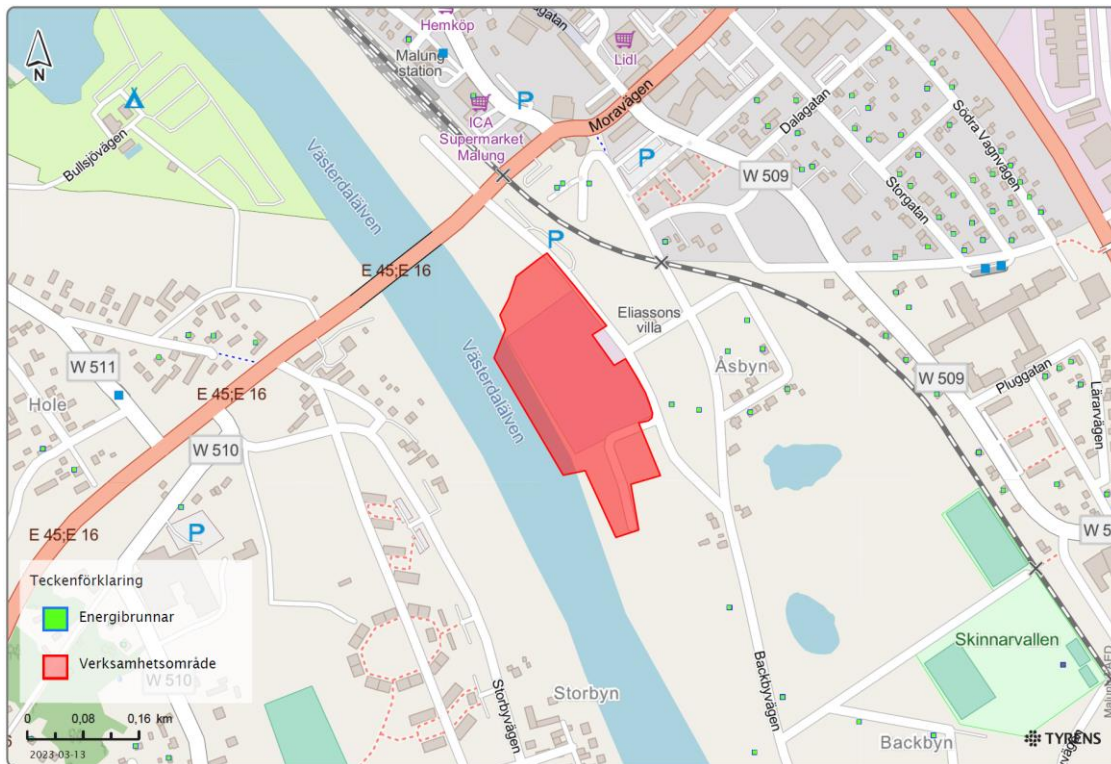 N
Hemköp
Malung
station
Lidl
ICA
Supermarket
Malung
P
P
Moravägen
Dalagatan
Södra Vagnvägen
Storgatan
W 509
Bullsjövägen
Västerdalälven
E 45;E 16
P
Eliassons
villa
Åsbyn
W 509
Pluggatan
Lärarvägen
W 511
Hole
E 45;E 16
Västerdalälven
W 510
E 45;E 16
P
Teckenförklaring
Energibrunnar
Verksamhetsområde
W 510
0 0,08 0,16 km
2023-03-13
Storbyvägen
Storbyn
Backbyvägen
Skinnarvallen
Backbyn
TYRÉNS